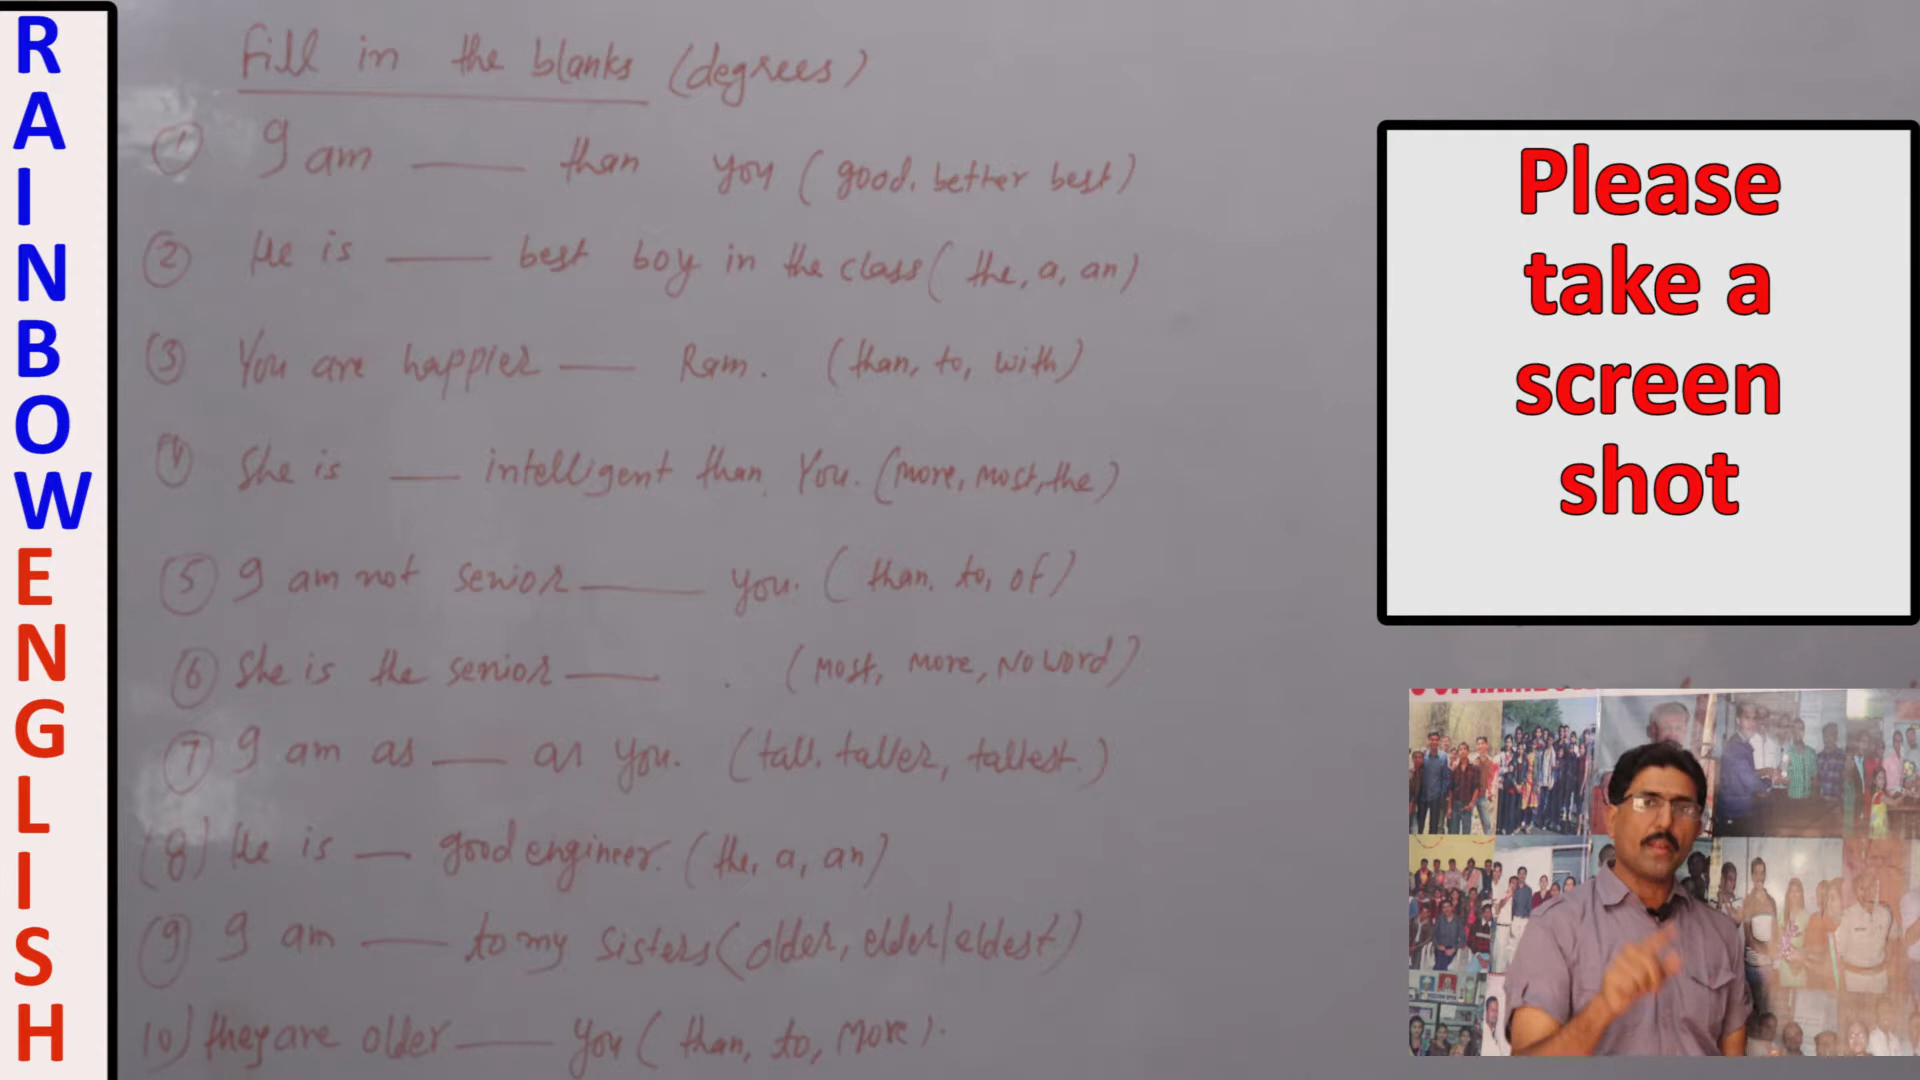 RAINBOW ENGLISH
Fill in the blanks (degrees)
① I am ___ than you (good, better best)
② He is ___ best boy in the class (the, a, an)
③ You are happier ___ Ram. (than, to, with)
④ She is ___ intelligent than You. (more, most, the)
⑤ I am not senior ___ you. (than, to, of)
⑥ She is the senior ___ . (Most, More, No word)
⑦ I am as ___ as you. (tall, taller, tallest.)
(8) He is ___ good engineer. (the, a, an)
⑨ I am ___ to my sisters (older, elder/eldest)
10) they are older ___ you (than, to, More).
Please
take a
screen
shot